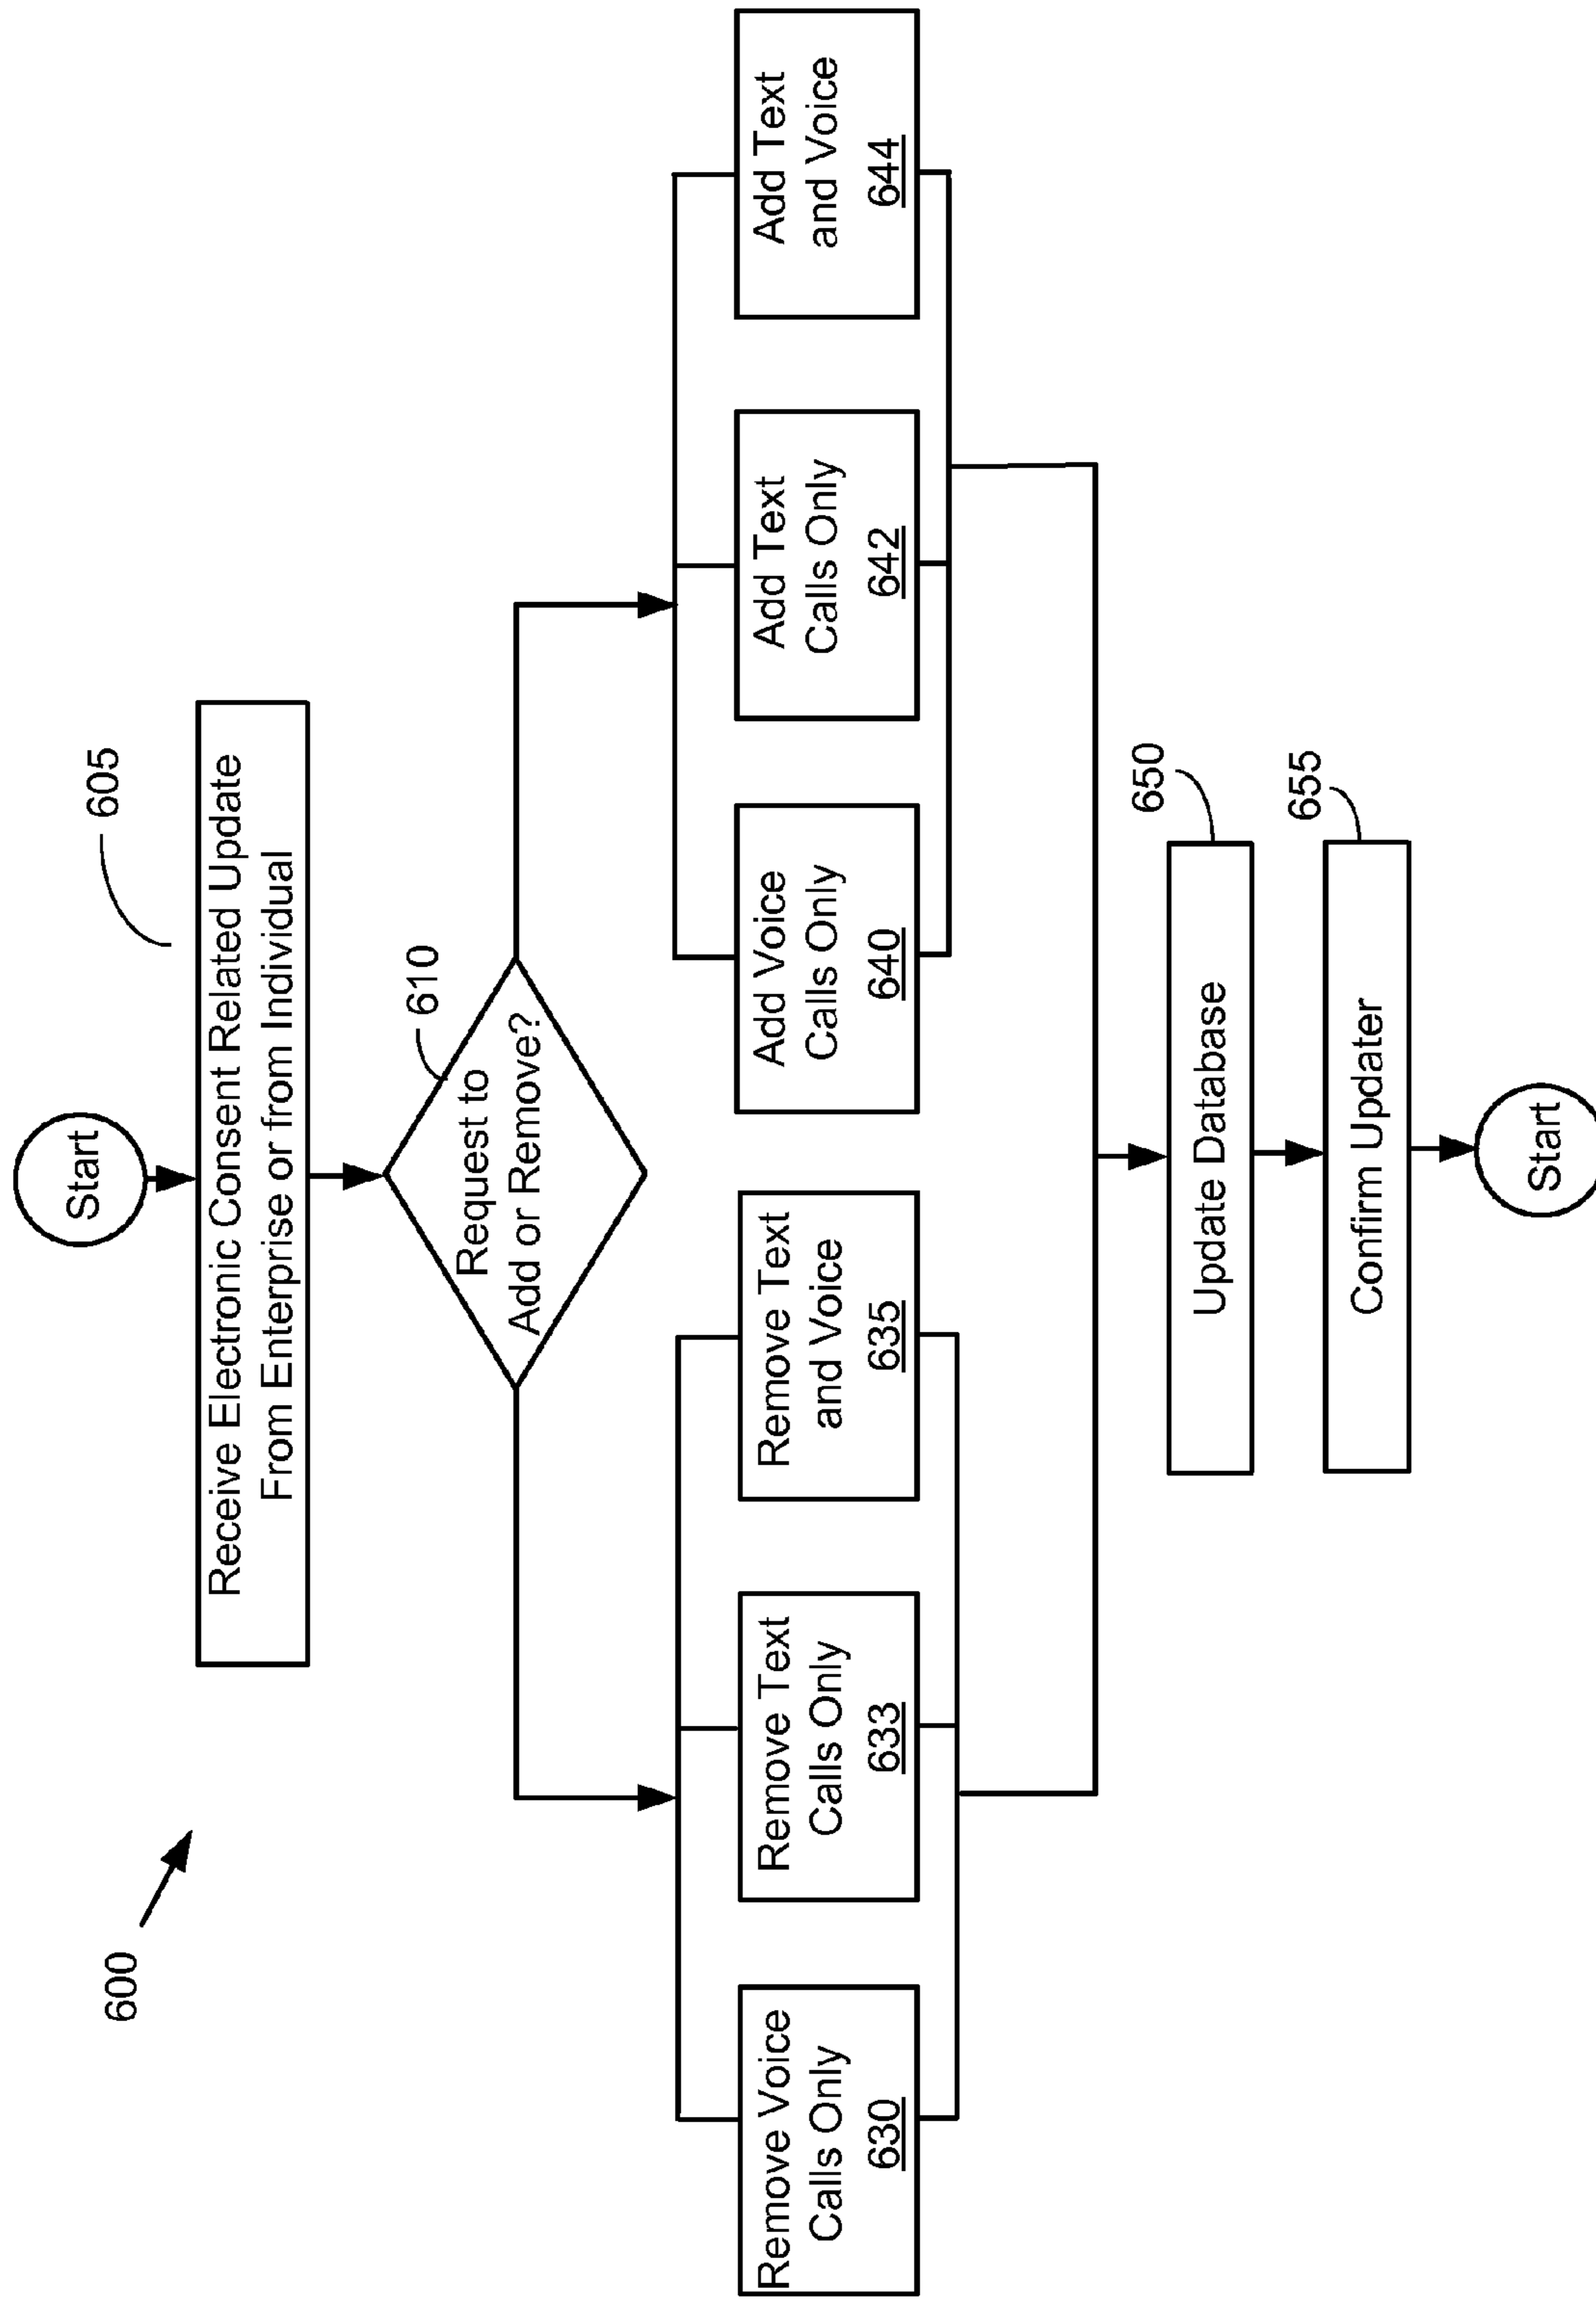 600
Start
605
Receive Electronic Consent Related Update
From Enterprise or from Individual
610
Request to
Add or Remove?
Remove Voice
Calls Only
630
Remove Text
Calls Only
633
Remove Text
and Voice
635
Add Voice
Calls Only
640
Add Text
Calls Only
642
Add Text
and Voice
644
650
Update Database
655
Confirm Updater
Start